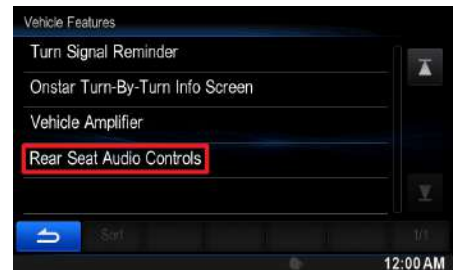 Vehicle Features
Turn Signal Reminder
Onstar Turn-By-Turn Info Screen
Vehicle Amplifier
Rear Seat Audio Controls
Sort
1/1
12:00 AM